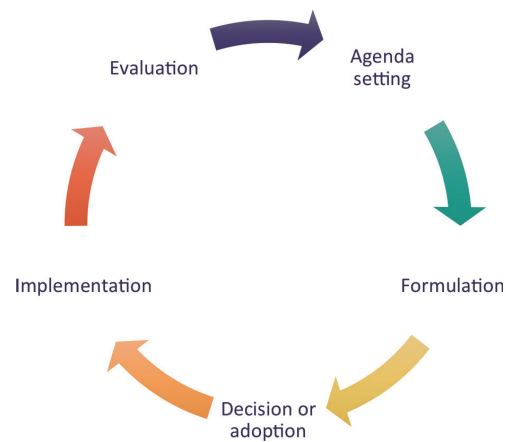 Evaluation
Agenda
setting
Formulation
Decision or
adoption
Implementation